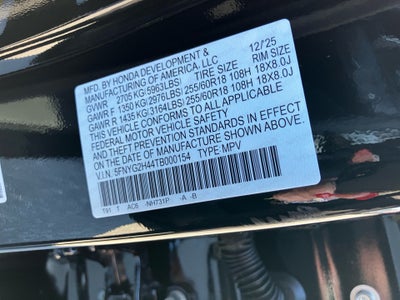 MFD. BY HONDA DEVELOPMENT & 12/25
MANUFACTURING OF AMERICA, LLC
GVWR 2705 KG(5963LBS) TIRE SIZE RIM SIZE
GAWR F 1350 KG(2976LBS) 255/60R18 108H 18X8.0J
GAWR R 1435 KG(3164LBS) 255/60R18 108H 18X8.0J
THIS VEHICLE CONFORMS TO ALL APPLICABLE
FEDERAL MOTOR VEHICLE SAFETY
AND THEFT PREVENTION STANDARDS IN EFFECT
ON THE DATE OF MANUFACTURE SHOWN ABOVE.
V.I.N. 5FNYG2H44TB000154 TYPE: MPV
T91 T AC6 -NH731P -A -B